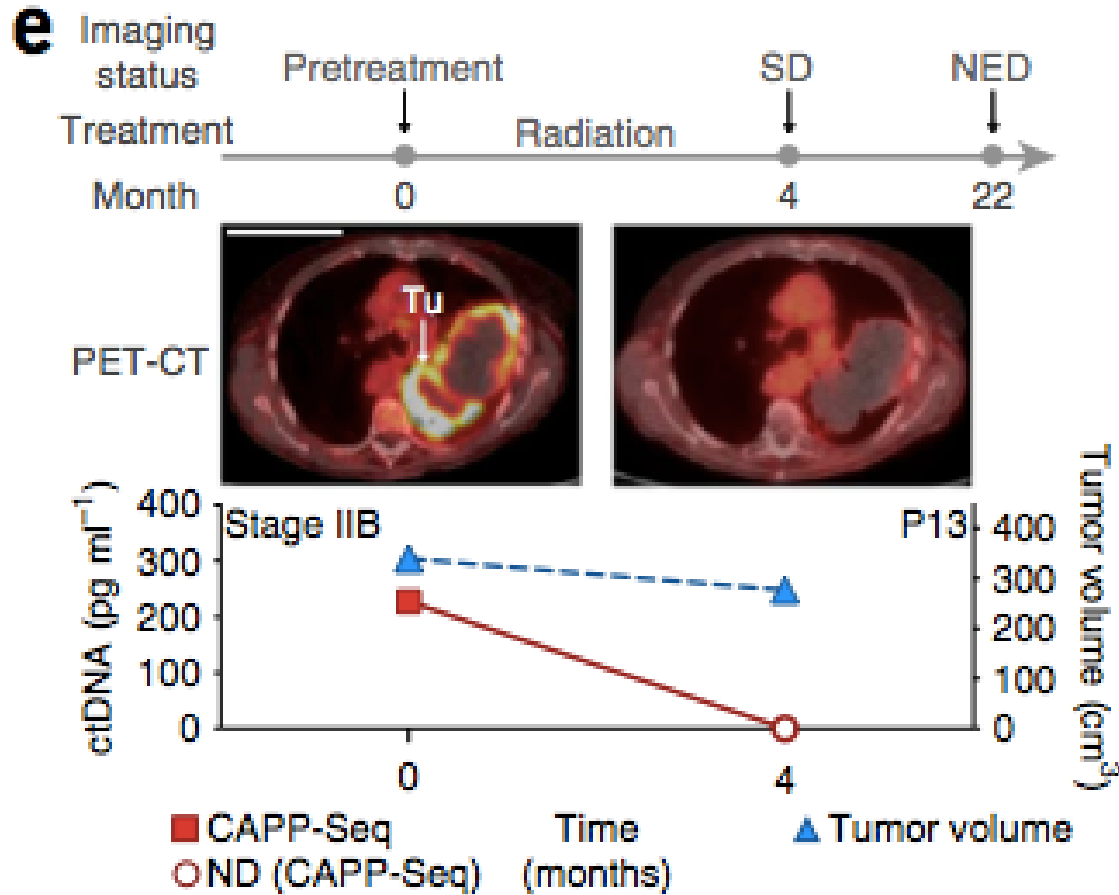 e
Imaging
status
Pretreatment
SD
NED
Treatment
Radiation
Month
0
4
22
Tu
PET-CT
ctDNA (pg ml⁻¹)
400
300
200
100
0
Stage IIB
P13
400
300
200
100
0
Tumor volume (cm³)
0
4
CAPP-Seq
Time
Tumor volume
ND (CAPP-Seq)
(months)